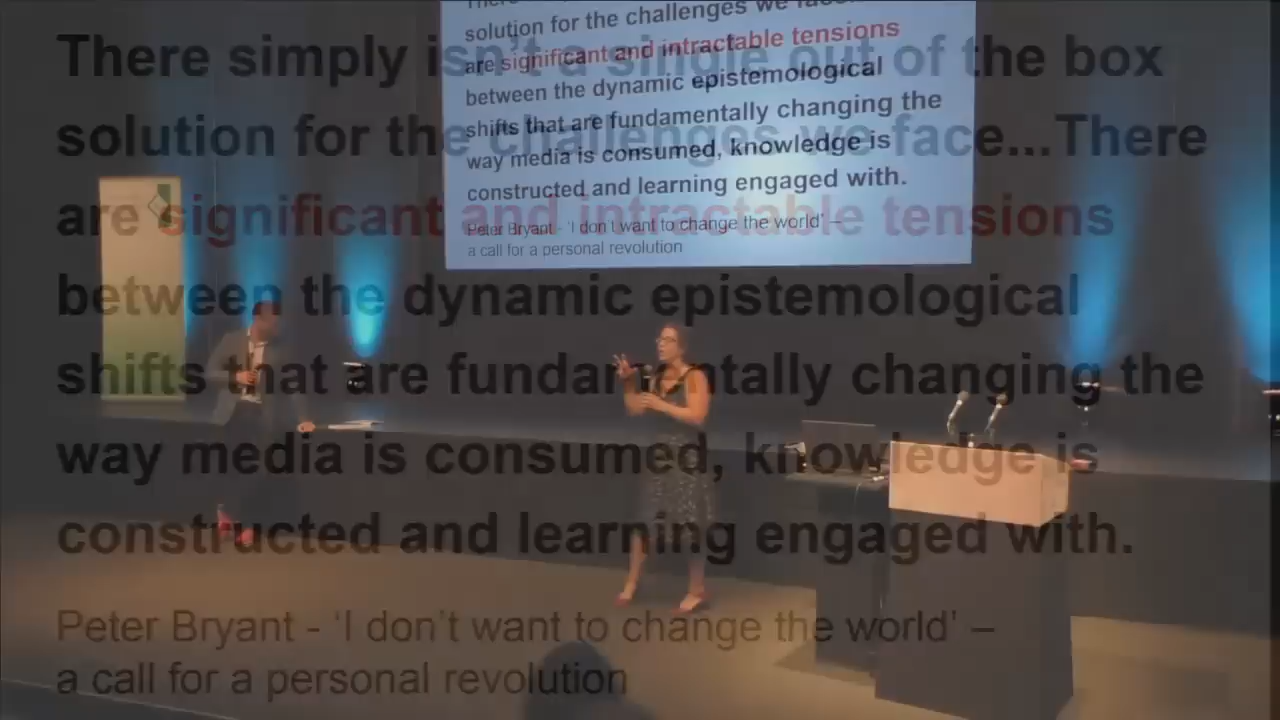 There simply isn't a single out of the box
solution for the challenges we face...There
are significant and intractable tensions
between the dynamic epistemological
shifts that are fundamentally changing the
way media is consumed, knowledge is
constructed and learning engaged with.
Peter Bryant - ‘I don’t want to change the world’ –
a call for a personal revolution
solution for the challenges we face
are significant and intractable tensions
between the dynamic epistemological
shifts that are fundamentally changing the
way media is consumed, knowledge is
constructed and learning engaged with.
Peter Bryant - ‘I don’t want to change the world’ –
a call for a personal revolution